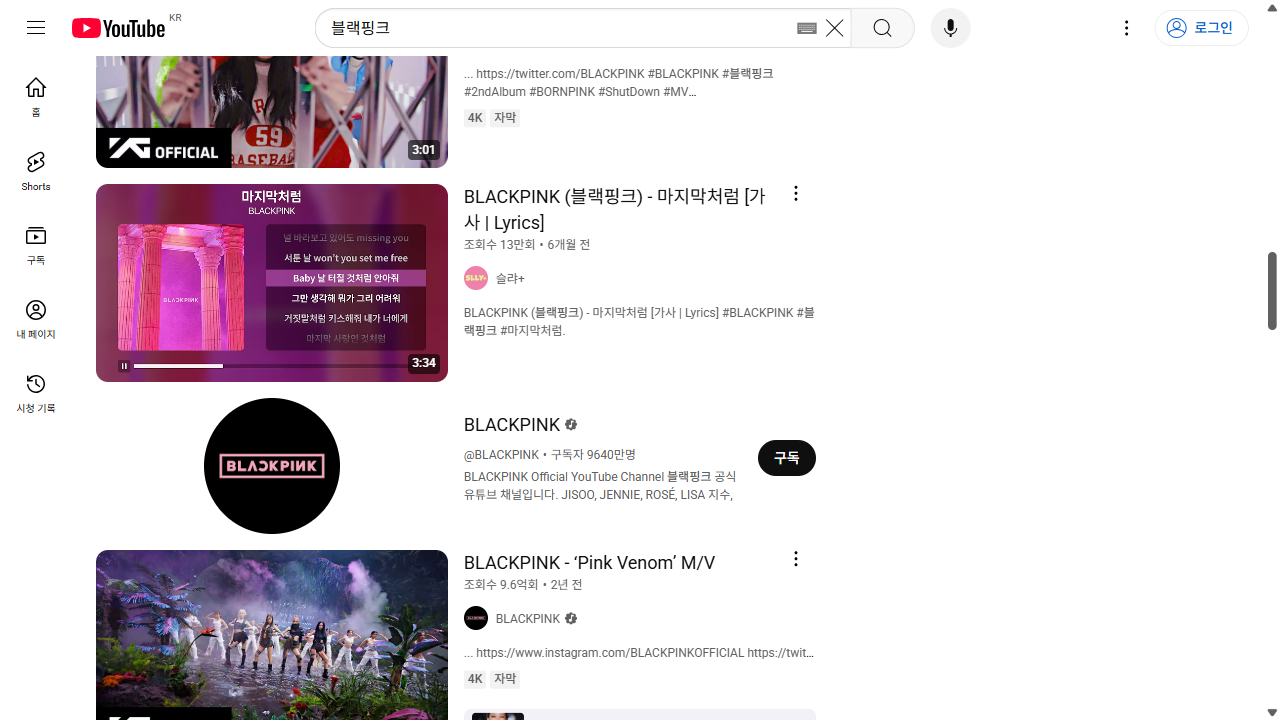 YouTube KR
블랙핑크
로그인
홈
Shorts
구독
내 페이지
시청 기록
59
BASEBALL
OFFICIAL
3:01
... https://twitter.com/BLACKPINK #BLACKPINK #블랙핑크
#2ndAlbum #BORNPINK #ShutDown #MV...
4K 자막
마지막처럼
BLACKPINK
BLACKPINK
널 바라보고 있어도 missing you
서툰 날 won't you set me free
Baby 날 터질 것처럼 안아줘
그만 생각해 뭐가 그리 어려워
거짓말처럼 키스해줘 내가 너에게
마지막 사랑인 것처럼
3:34
BLACKPINK (블랙핑크) - 마지막처럼 [가
사 | Lyrics]
조회수 13만회 • 6개월 전
SLLY+
슬랴+
BLACKPINK (블랙핑크) - 마지막처럼 [가사 | Lyrics] #BLACKPINK #블
랙핑크 #마지막처럼.
BLACKPINK
BLACKPINK
@BLACKPINK • 구독자 9640만명
BLACKPINK Official YouTube Channel 블랙핑크 공식
유튜브 채널입니다. JISOO, JENNIE, ROSÉ, LISA 지수,
구독
BLACKPINK - ‘Pink Venom’ M/V
조회수 9.6억회 • 2년 전
BLACKPINK
... https://www.instagram.com/BLACKPINKOFFICIAL https://twit...
4K 자막